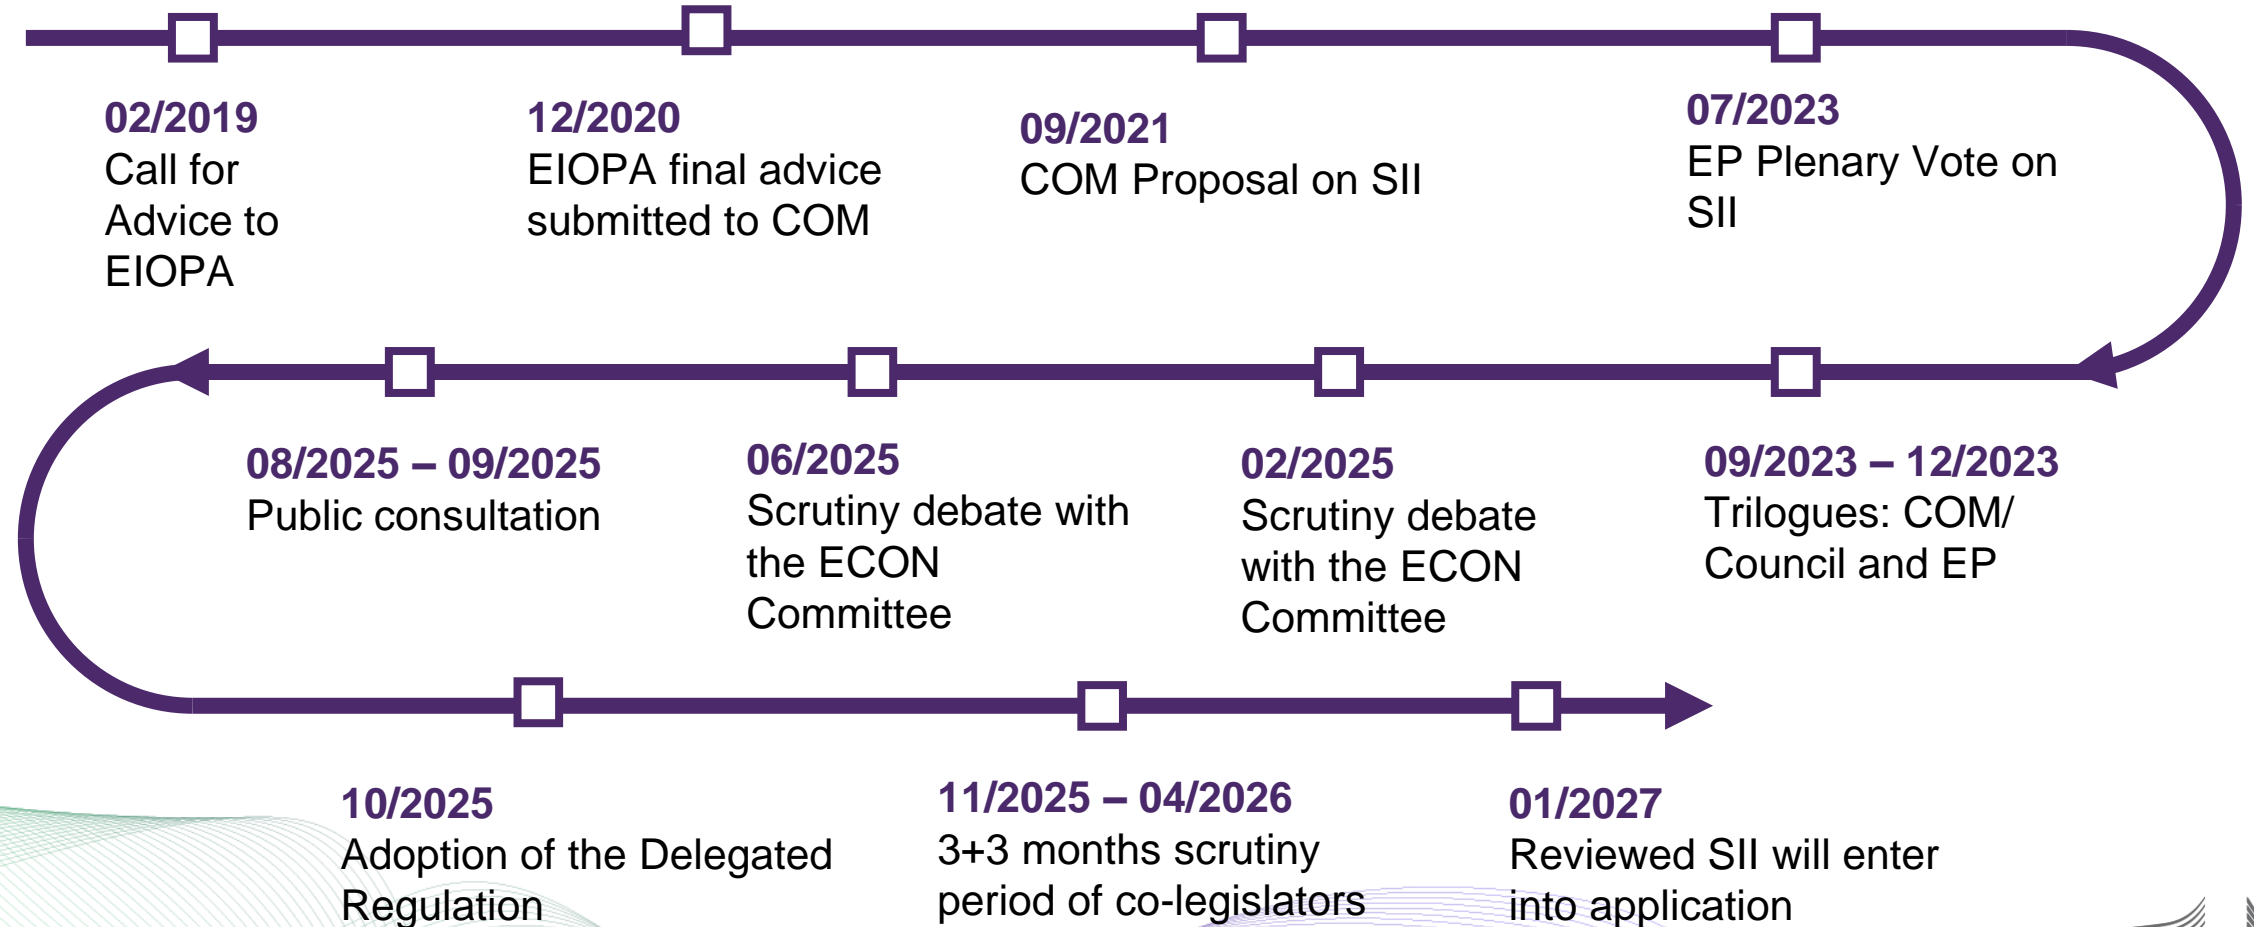 02/2019
Call for
Advice to
EIOPA
12/2020
EIOPA final advice
submitted to COM
09/2021
COM Proposal on SII
07/2023
EP Plenary Vote on
SII
09/2023 – 12/2023
Trilogues: COM/
Council and EP
02/2025
Scrutiny debate
with the ECON
Committee
06/2025
Scrutiny debate with
the ECON
Committee
08/2025 – 09/2025
Public consultation
10/2025
Adoption of the Delegated
Regulation
11/2025 – 04/2026
3+3 months scrutiny
period of co-legislators
01/2027
Reviewed SII will enter
into application